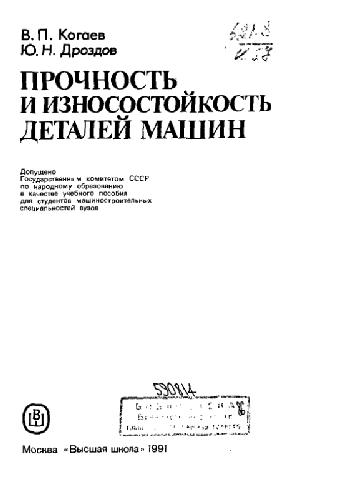 В. П. Когаев
Ю. Н. Дроздов
ПРОЧНОСТЬ
И ИЗНОСОСТОЙКОСТЬ
ДЕТАЛЕЙ МАШИН
Допущено
Государственным комитетом СССР
по народному образованию
в качестве учебного пособия
для студентов машиностроительных
специальностей вузов
590814
Москва «Высшая школа» 1991